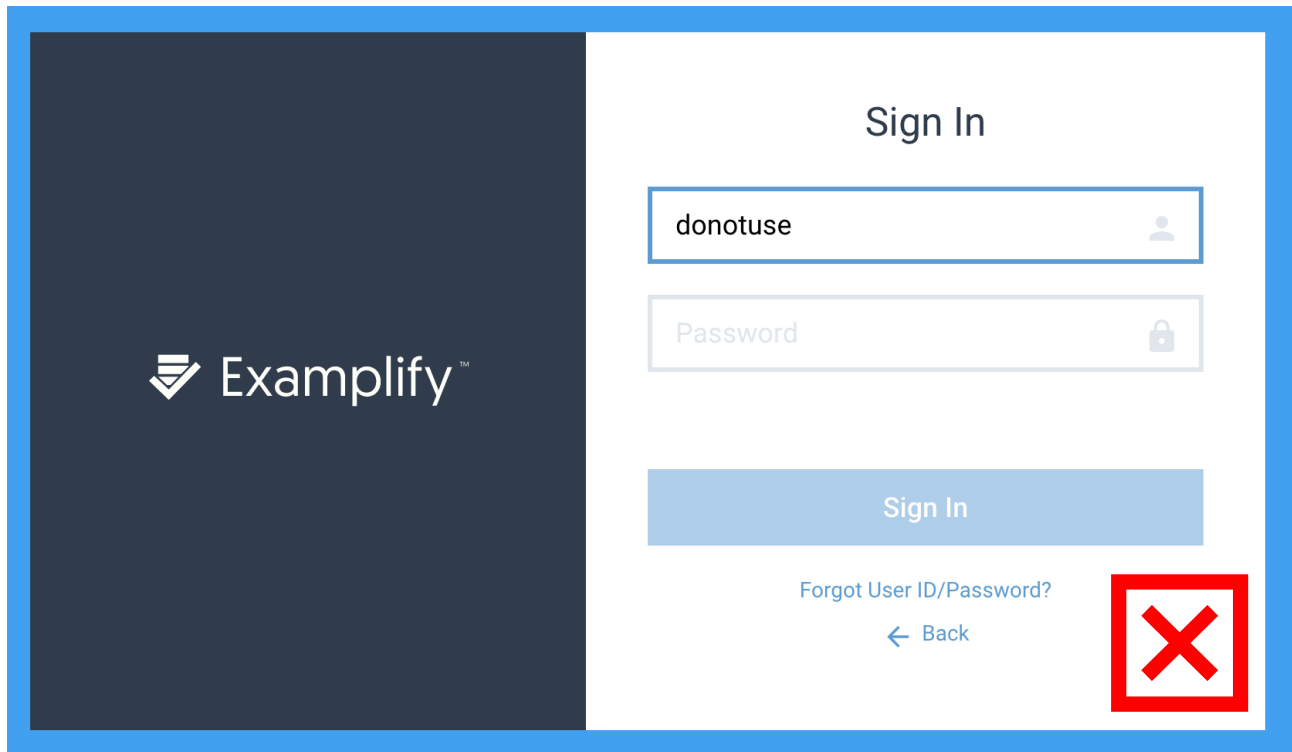 Examplify™
Sign In
donotuse
Password
Sign In
Forgot User ID/Password?
← Back